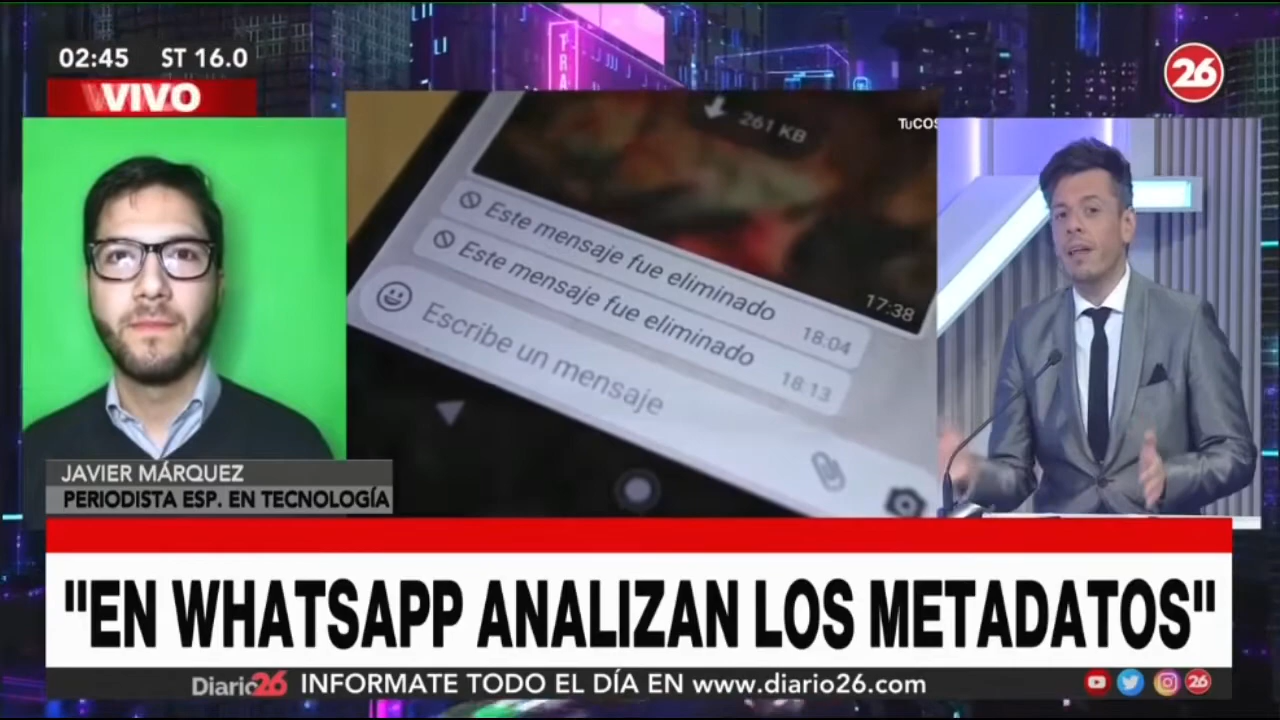 02:45 ST 16.0
VIVO
26
TRA
TuCOS
261 KB
17:38
Este mensaje fue eliminado 18:04
Este mensaje fue eliminado 18:13
Escribe un mensaje
JAVIER MÁRQUEZ
PERIODISTA ESP. EN TECNOLOGÍA
"EN WHATSAPP ANALIZAN LOS METADATOS"
Diario26 INFORMATE TODO EL DÍA EN www.diario26.com
26